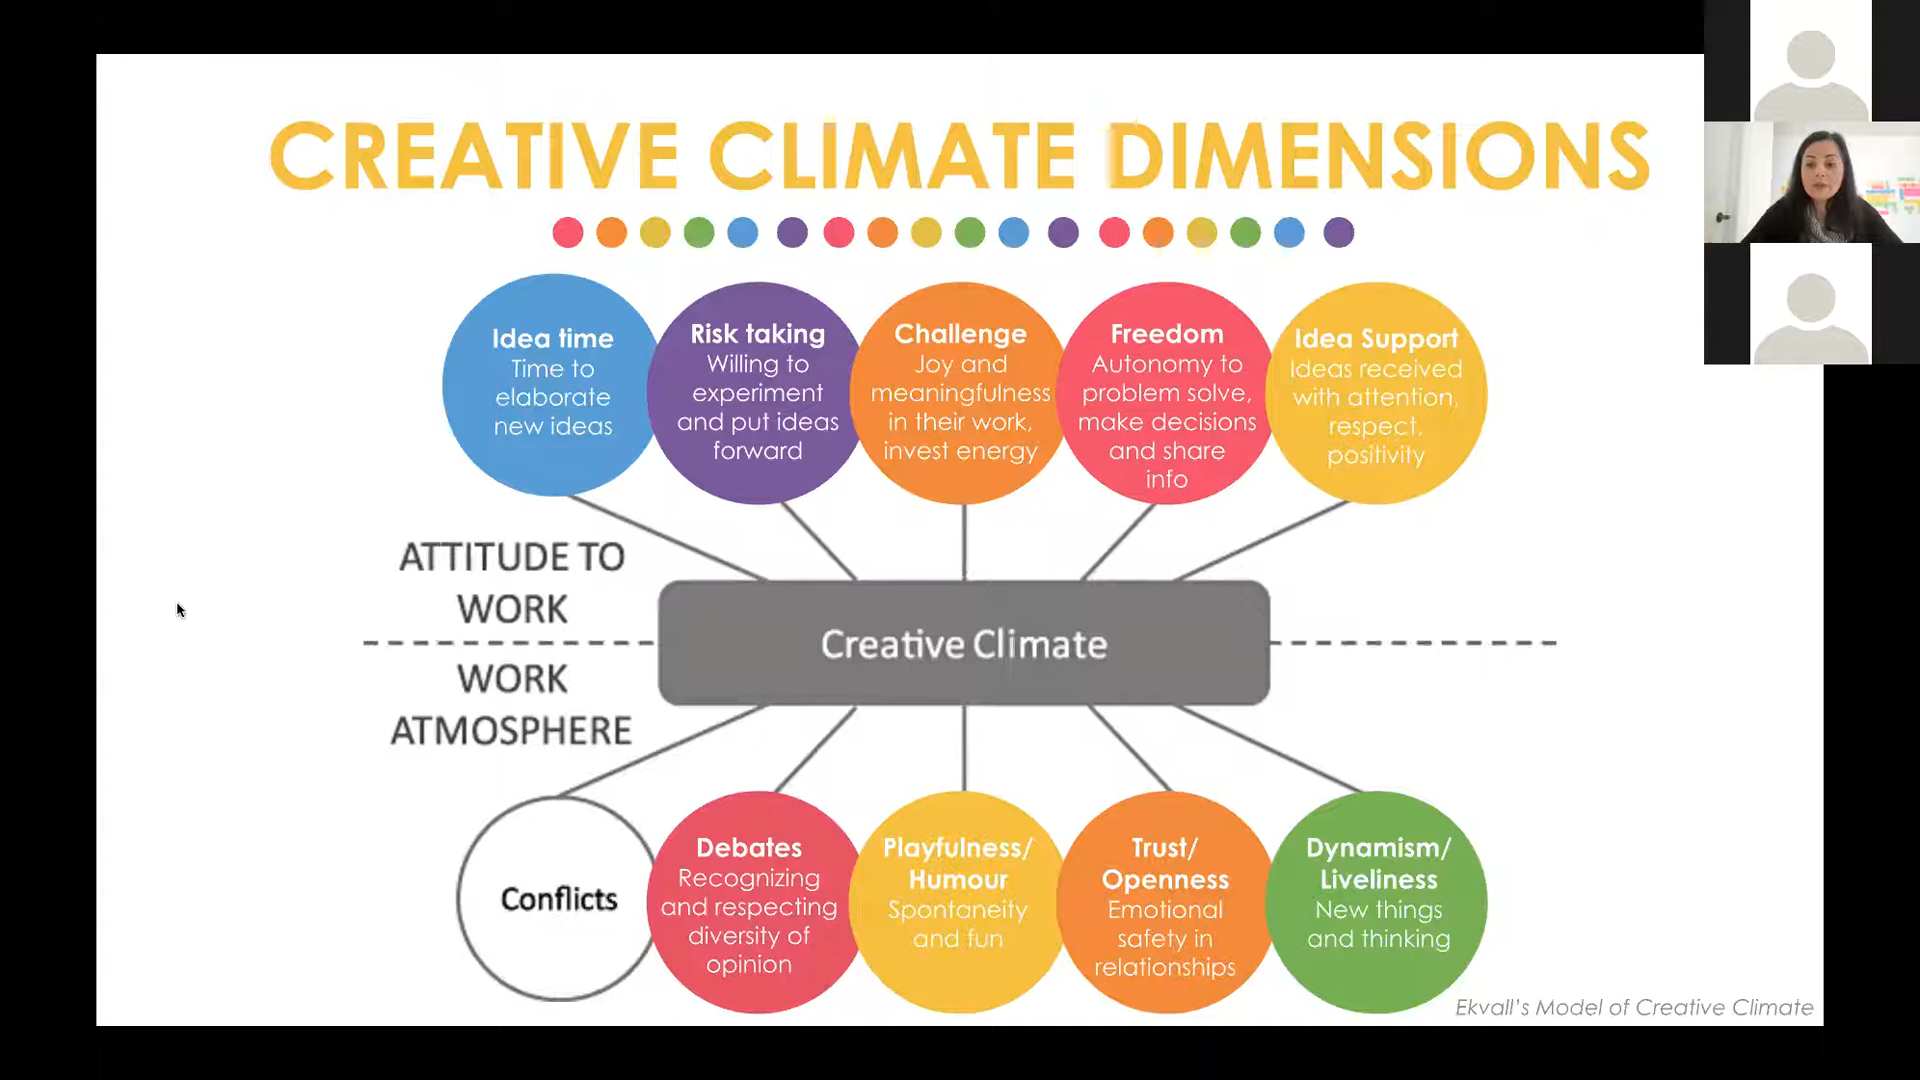 CREATIVE CLIMATE DIMENSIONS
Idea time
Time to
elaborate
new ideas
Risk taking
Willing to
experiment
and put ideas
forward
Challenge
Joy and
meaningfulness
in their work,
invest energy
Freedom
Autonomy to
problem solve,
make decisions
and share
info
Idea Support
Ideas received
with attention,
respect,
positivity
ATTITUDE TO
WORK
Creative Climate
WORK
ATMOSPHERE
Conflicts
Debates
Recognizing
and respecting
diversity of
opinion
Playfulness/
Humour
Spontaneity
and fun
Trust/
Openness
Emotional
safety in
relationships
Dynamism/
Liveliness
New things
and thinking
Ekvall's Model of Creative Climate